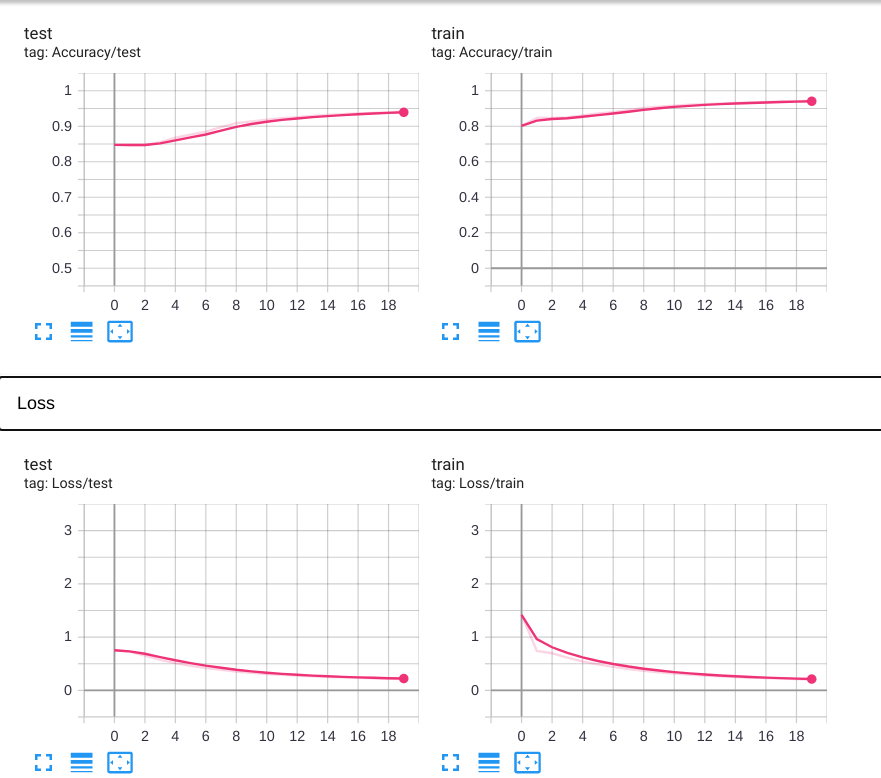 test
tag: Accuracy/test
1
0.9
0.8
0.7
0.6
0.5
0 2 4 6 8 10 12 14 16 18
train
tag: Accuracy/train
1
0.8
0.6
0.4
0.2
0
0 2 4 6 8 10 12 14 16 18
Loss
test
tag: Loss/test
3
2
1
0
0 2 4 6 8 10 12 14 16 18
train
tag: Loss/train
3
2
1
0
0 2 4 6 8 10 12 14 16 18